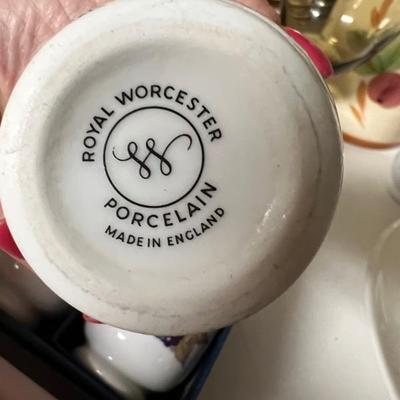 ROYAL WORCESTER
W
PORCELAIN
MADE IN ENGLAND